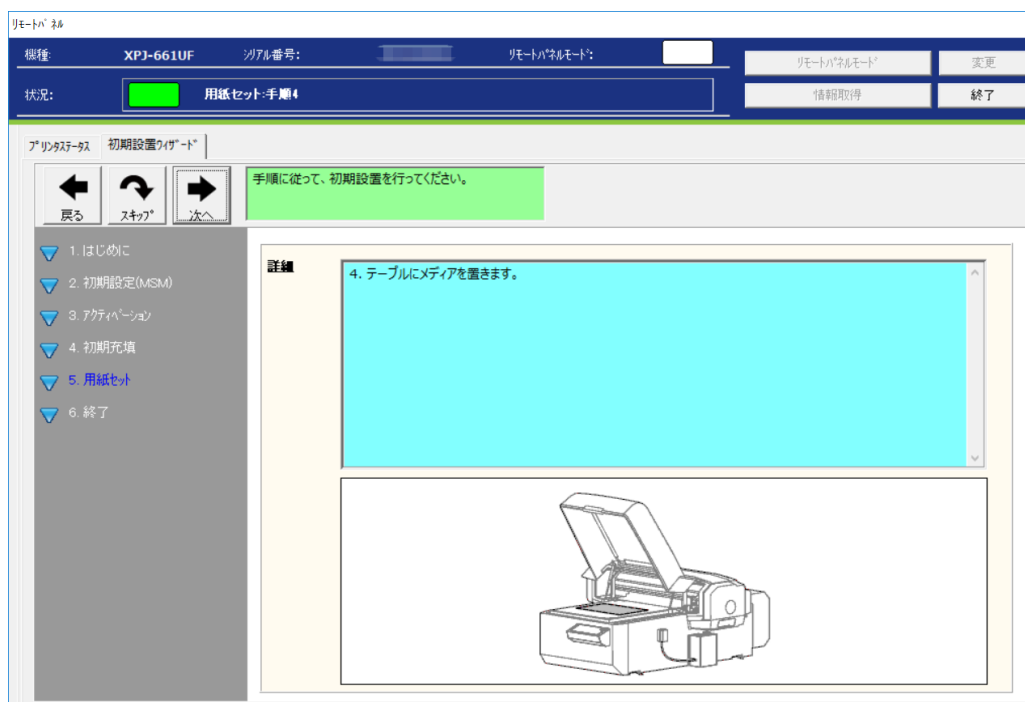 リモートパネル
機種: XPJ-661UF シリアル番号: リモートパネルモード: リモートパネルモード 変更
状況: 用紙セット:手順4 情報取得 終了
プリンタステータス 初期設置ウィザード
戻る スキップ 次へ
手順に従って、初期設置を行ってください。
1. はじめに
2. 初期設定(MSM)
3. アクティベーション
4. 初期充填
5. 用紙セット
6. 終了
詳細
4. テーブルにメディアを置きます。